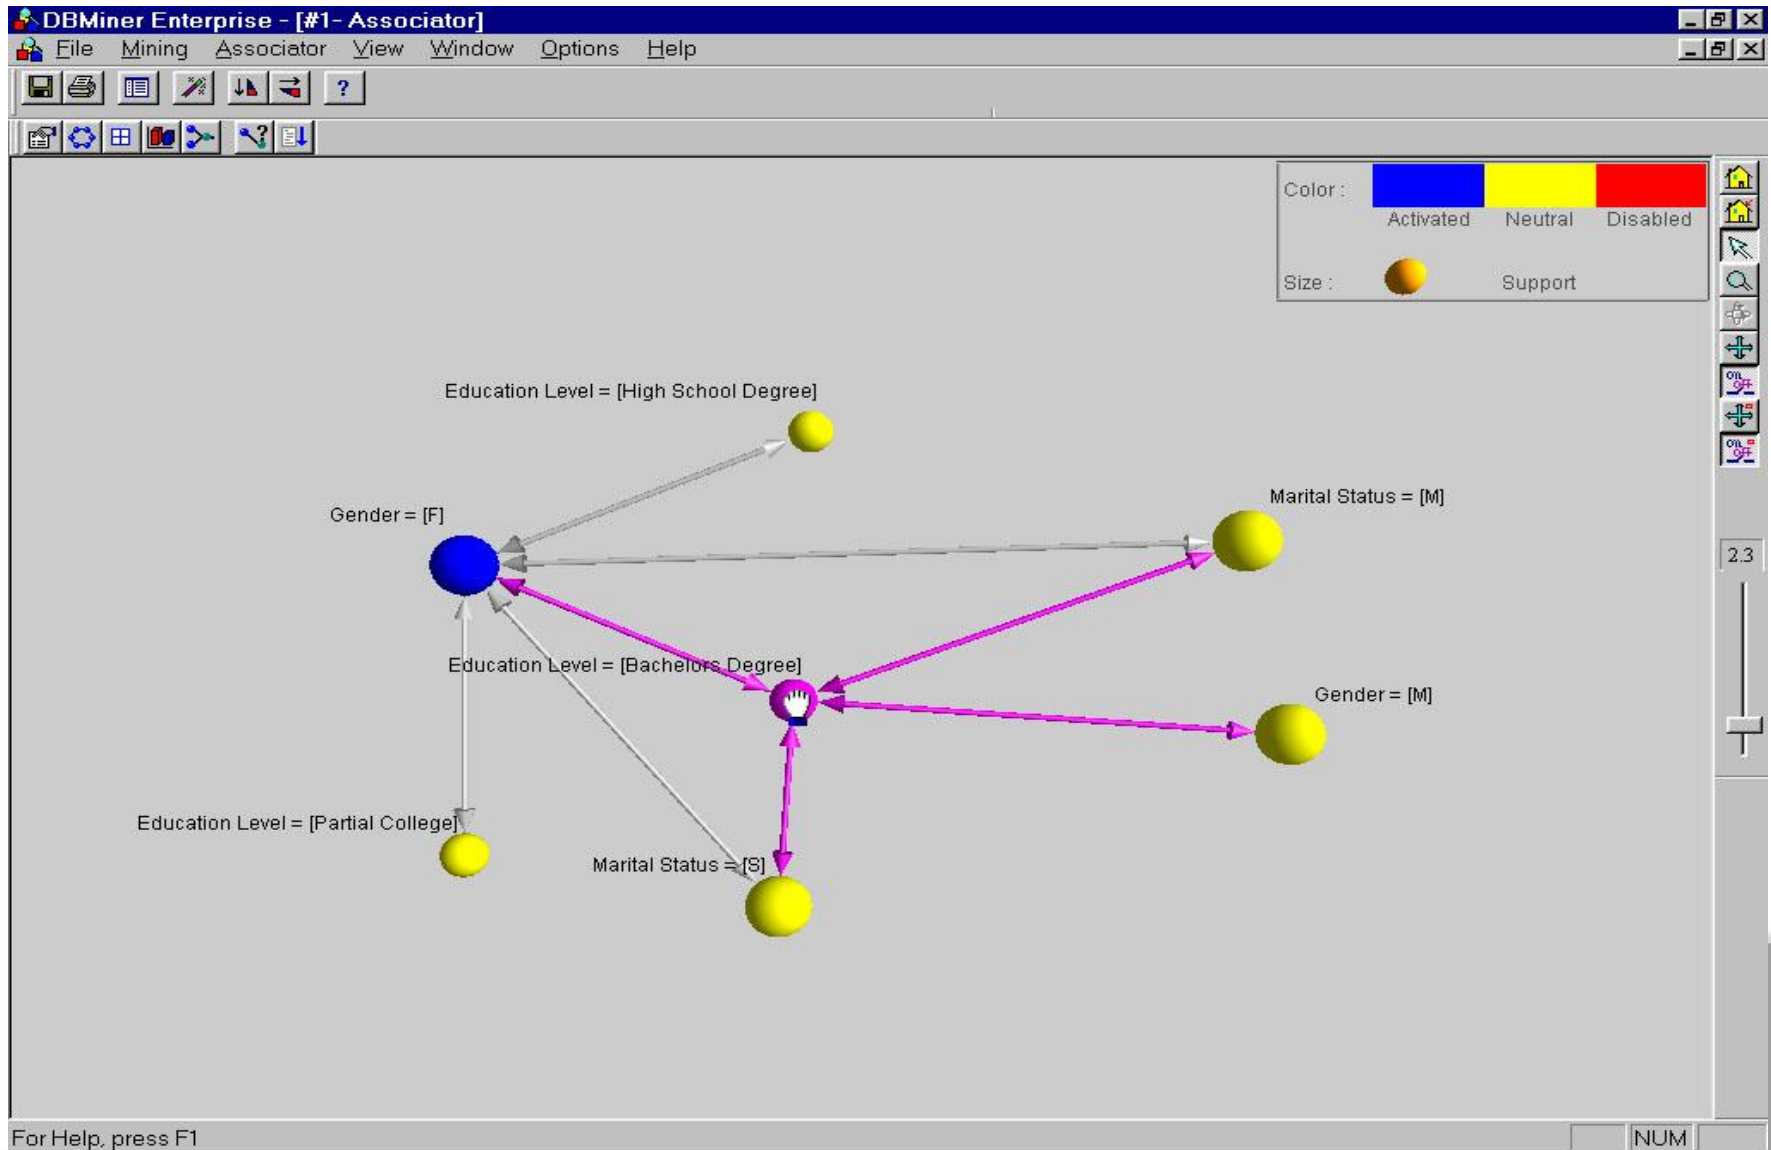 DBMiner Enterprise - [#1- Associator]
File Mining Associator View Window Options Help
?
?
Color :
Activated Neutral Disabled
Size : Support
Education Level = [High School Degree]
Marital Status = [M]
Gender = [F]
2.3
Education Level = [Bachelors Degree]
Gender = [M]
Education Level = [Partial College]
Marital Status = [S]
For Help, press F1
NUM